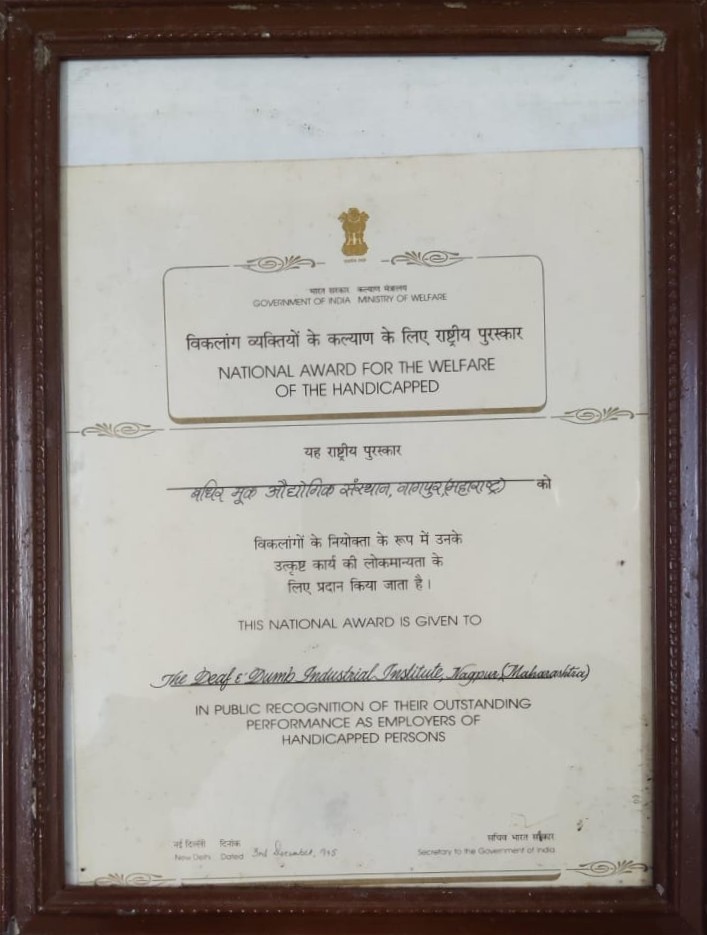 भारत सरकार कल्याण मंत्रालय
GOVERNMENT OF INDIA MINISTRY OF WELFARE
विकलांग व्यक्तियों के कल्याण के लिए राष्ट्रीय पुरस्कार
NATIONAL AWARD FOR THE WELFARE
OF THE HANDICAPPED
यह राष्ट्रीय पुरस्कार
बधिर मूक औद्योगिक संस्थान, नागपुर,(महाराष्ट्र) को
विकलांगों के नियोक्ता के रूप में उनके
उत्कृष्ट कार्य की लोकमान्यता के
लिए प्रदान किया जाता है।
THIS NATIONAL AWARD IS GIVEN TO
The Deaf & Dumb Industrial Institute, Nagpur,(Maharashtra)
IN PUBLIC RECOGNITION OF THEIR OUTSTANDING
PERFORMANCE AS EMPLOYERS OF
HANDICAPPED PERSONS
नई दिल्ली दिनांक
New Delhi Dated 3rd December,
सचिव भारत सरकार
Secretary to the Government of India